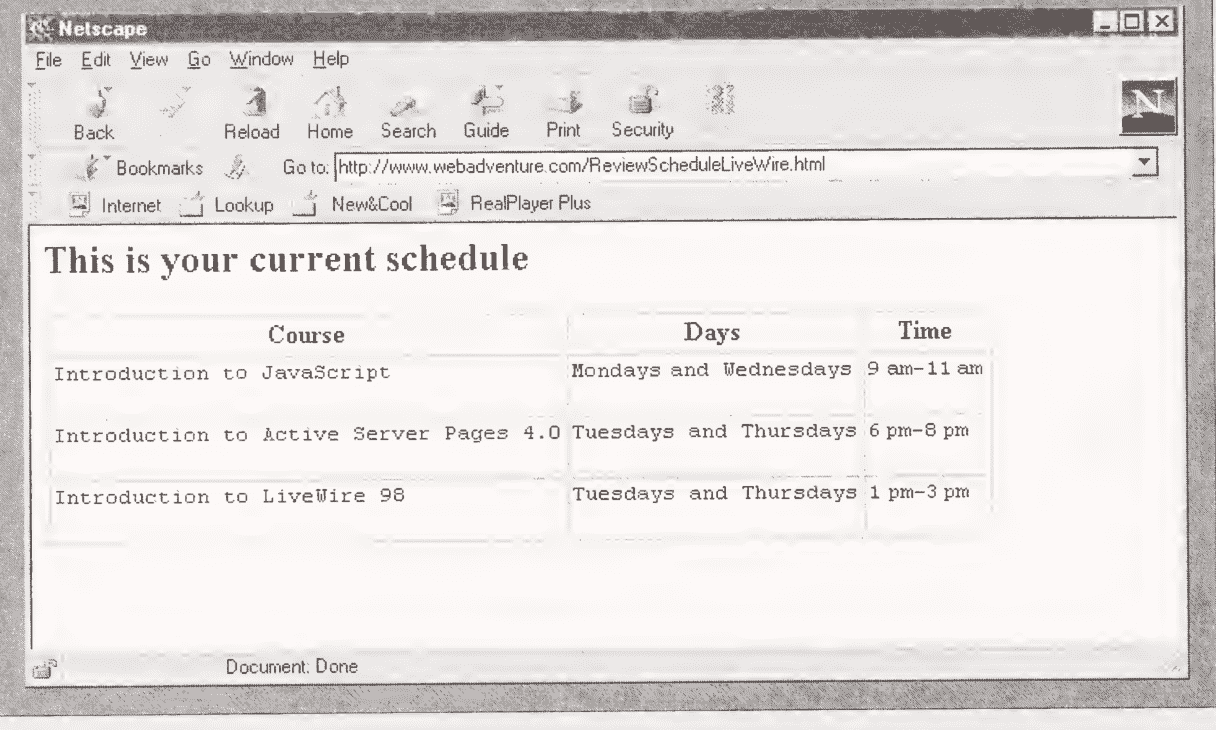 Netscape
File Edit View Go Window Help
Back Reload Home Search Guide Print Security
N
Bookmarks Go to: http://www.webadventure.com/ReviewScheduleLiveWire.html
Internet Lookup New&Cool RealPlayer Plus
This is your current schedule
Course Days Time
Introduction to JavaScript Mondays and Wednesdays 9 am–11 am
Introduction to Active Server Pages 4.0 Tuesdays and Thursdays 6 pm–8 pm
Introduction to LiveWire 98 Tuesdays and Thursdays 1 pm–3 pm
Document: Done